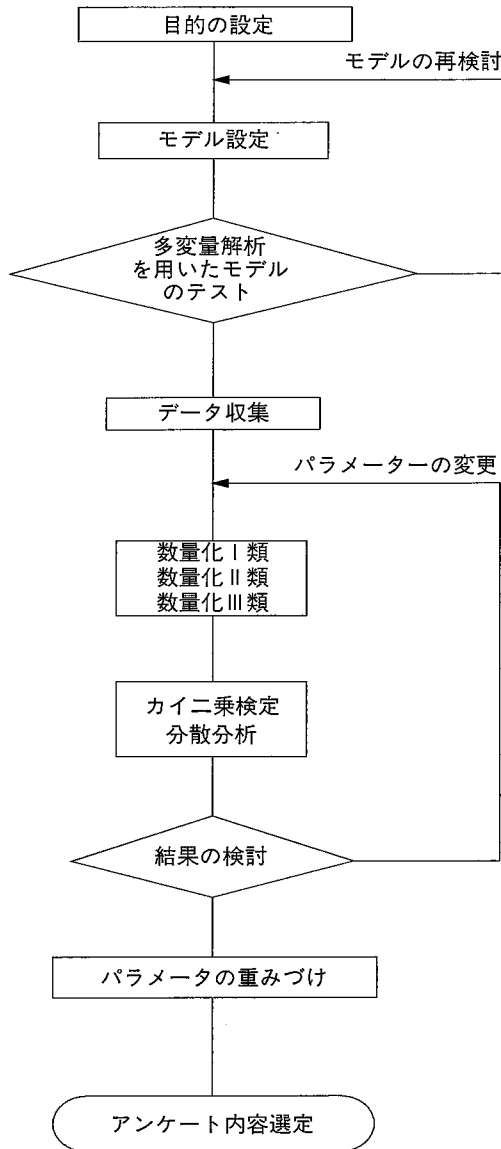 目的の設定
モデルの再検討
モデル設定
多変量解析
を用いたモデル
のテスト
データ収集
パラメーターの変更
数量化Ⅰ類
数量化Ⅱ類
数量化Ⅲ類
カイ二乗検定
分散分析
結果の検討
パラメータの重みづけ
アンケート内容選定